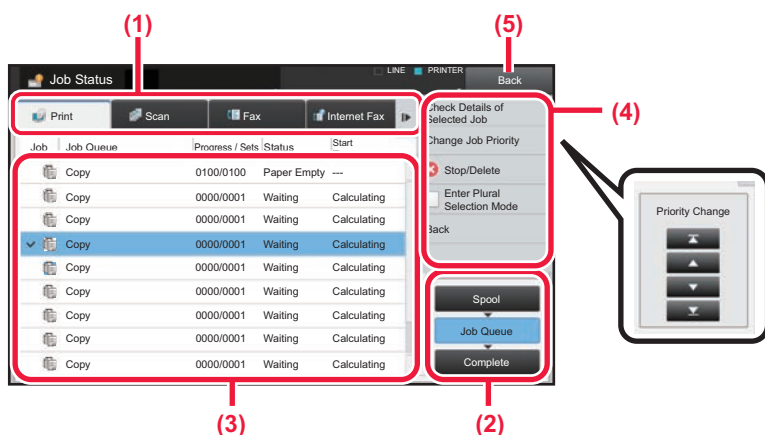 (1)
(5)
Job Status
LINE
PRINTER
Back
Print
Scan
Fax
Internet Fax
Check Details of
Selected Job
(4)
Job
Job Queue
Progress / Sets
Status
Start
Change Job Priority
Copy 0100/0100 Paper Empty ---
Stop/Delete
Copy 0000/0001 Waiting Calculating
Enter Plural
Selection Mode
Copy 0000/0001 Waiting Calculating
Back
Copy 0000/0001 Waiting Calculating
Copy 0000/0001 Waiting Calculating
Copy 0000/0001 Waiting Calculating
Copy 0000/0001 Waiting Calculating
Copy 0000/0001 Waiting Calculating
Copy 0000/0001 Waiting Calculating
Spool
Job Queue
Complete
Priority Change
(3)
(2)